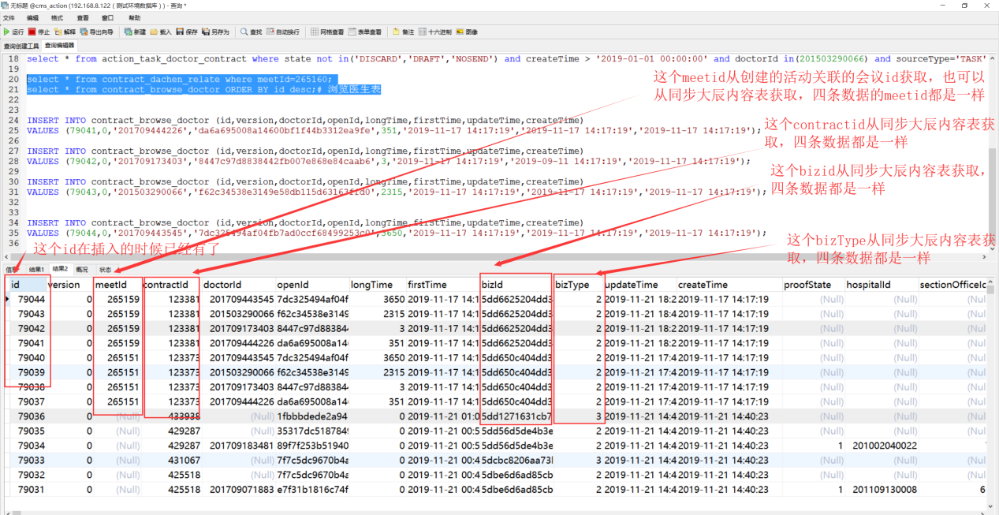 无标题 @cms_action (192.168.8.122 (测试环境数据库)) - 查询 *
文件 编辑 格式 查看 窗口 帮助
运行 停止 解释 导出向导 新建 载入 保存 另存为 查找 自动换行 网格查看 表单查看 备注 十六进制 图像
查询创建工具 查询编辑器
18 select * from action_task_doctor_contract where state not in('DISCARD','DRAFT','NOSEND') and createTime > '2019-01-01 00:00:00' and doctorId in(201503290066) and sourceType='TASK'
19
20 select * from contract_dachen_relate where meetId=265160;
21 select * from contract_browse_doctor ORDER BY id desc;# 浏览医生表
22
23
24 INSERT INTO contract_browse_doctor (id,version,doctorId,openId,longTime,firstTime,updateTime,createTime)
25 VALUES (79041,0,'201709444226','da6a695008a14600bf1f44b3312ea9fe',351,'2019-11-17 14:17:19','2019-09-11 14:17:19','2019-11-17 14:17:19');
26
27 INSERT INTO contract_browse_doctor (id,version,doctorId,openId,longTime,firstTime,updateTime,createTime)
28 VALUES (79042,0,'201709173403','8447c97d8838442fb007e868e84caab6',3,'2019-11-17 14:17:19','2019-09-11 14:17:19','2019-11-17 14:17:19');
29
30 INSERT INTO contract_browse_doctor (id,version,doctorId,openId,longTime,firstTime,updateTime,createTime)
31 VALUES (79043,0,'201503290066','f62c34538e3149e58db115d63163f1d0',2315,'2019-11-17 14:17:19','2019-11-17 14:17:19','2019-11-17 14:17:19');
32
33
34 INSERT INTO contract_browse_doctor (id,version,doctorId,openId,longTime,firstTime,updateTime,createTime)
35 VALUES (79044,0,'201709443545','7dc325494af04fb7ad0ccf68499253c0',3650,'2019-11-17 14:17:19','2019-11-17 14:17:19','2019-11-17 14:17:19');
36
这个meetid从创建的活动关联的会议id获取，也可以
从同步大辰内容表获取，四条数据的meetid都是一样
这个contractid从同步大辰内容表获
取，四条数据都是一样
这个bizid从同步大辰内容表获取，
四条数据都是一样
这个bizType从同步大辰内容表获
取，四条数据都是一样
这个id在插入的时候已经有了
信息 结果1 结果2 概况 状态
id version meetId contractId doctorId openId longTime firstTime bizId bizType updateTime createTime proofState hospitalId sectionOfficeId
79044 0 265159 123381 201709443545 7dc325494af04f 3650 2019-11-17 14:1 5dd6625204dd3 2 2019-11-21 18:2 2019-11-17 14:17:19 (Null) (Null) (Nul
79043 0 265159 123381 201503290066 f62c34538e3149 2315 2019-11-17 14:1 5dd6625204dd3 2 2019-11-21 18:4 2019-11-17 14:17:19 (Null) (Null) (Nul
79042 0 265159 123381 201709173403 8447c97d883844 3 2019-11-17 14:1 5dd6625204dd3 2 2019-11-21 18:2 2019-11-17 14:17:19 (Null) (Null) (Nul
79041 0 265159 123381 201709444226 da6a695008a146 351 2019-11-17 14:1 5dd6625204dd3 2 2019-11-21 18:2 2019-11-17 14:17:19 (Null) (Null) (Nul
79040 0 265151 123373 201709443545 7dc325494af04f 3650 2019-11-17 14:1 5dd650c404dd3 2 2019-11-21 17:4 2019-11-17 14:17:19 (Null) (Null) (Nul
79039 0 265151 123373 201503290066 f62c34538e3149 2315 2019-11-17 14:1 5dd650c404dd3 2 2019-11-21 17:4 2019-11-17 14:17:19 (Null) (Null) (Nul
79038 0 265151 123373 201709173403 8447c97d883844 3 2019-11-17 14:1 5dd650c404dd3 2 2019-11-21 17:4 2019-11-17 14:17:19 (Null) (Null) (Nul
79037 0 265151 123373 201709444226 da6a695008a146 351 2019-11-17 14:1 5dd650c404dd3 2 2019-11-21 17:4 2019-11-17 14:17:19 (Null) (Null) (Nul
79036 0 (Null) 433938 (Null) 1fbbbdede2a94 0 2019-11-21 01:0 5dd1271631cb7 3 2019-11-21 14:4 2019-11-21 14:40:23 (Null) (Null) (Nul
79035 0 (Null) 429287 (Null) 35317dc5187849 0 2019-11-21 00:5 5dd56d5de4b3e 2 2019-11-21 14:4 2019-11-21 14:40:23 (Null) (Null) (Nul
79034 0 (Null) 429287 201709183481 89f7f253b51940 0 2019-11-21 00:5 5dd56d5de4b3e 2 2019-11-21 14:4 2019-11-21 14:40:23 1 201002040022
79033 0 (Null) 431067 (Null) 7f7c5dc9670b4a 0 2019-11-21 00:4 5dcbc8206aa73 3 2019-11-21 14:4 2019-11-21 14:40:23 (Null) (Null) (Nul
79032 0 (Null) 425518 (Null) 7f7c5dc9670b4a 0 2019-11-21 00:4 5dbe6d6ad85cb 2 2019-11-21 14:4 2019-11-21 14:40:23 (Null) (Null) (Nul
79031 0 (Null) 425518 201709071883 e7f31b1816c74f 0 2019-11-21 00:4 5dbe6d6ad85cb 2 2019-11-21 14:4 2019-11-21 14:40:23 1 201109130008 6